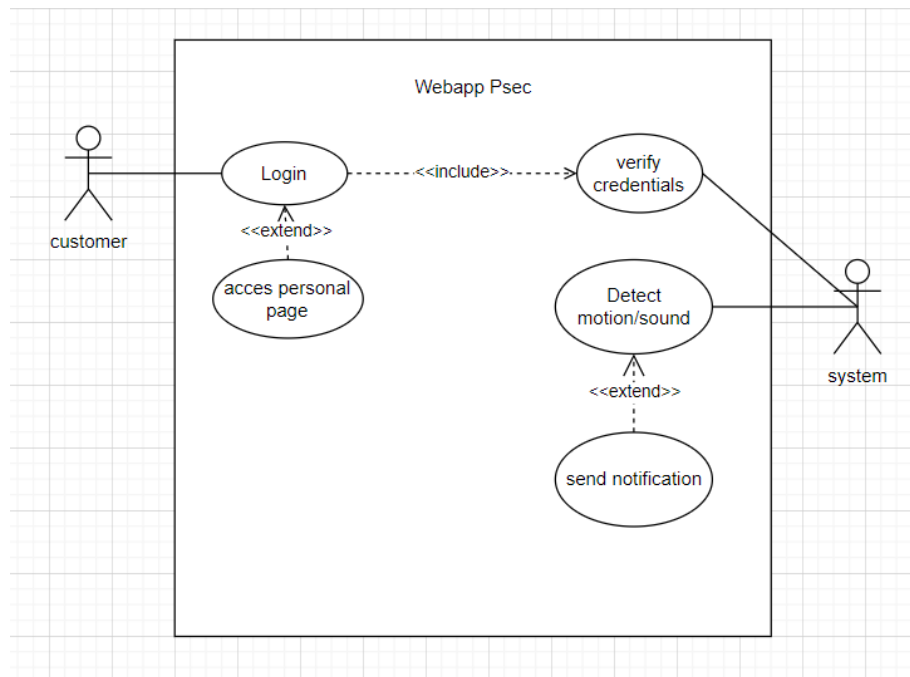 Webapp Psec
Login
<<include>>
verify
credentials
customer
<<extend>>
acces personal
page
Detect
motion/sound
system
<<extend>>
send notification